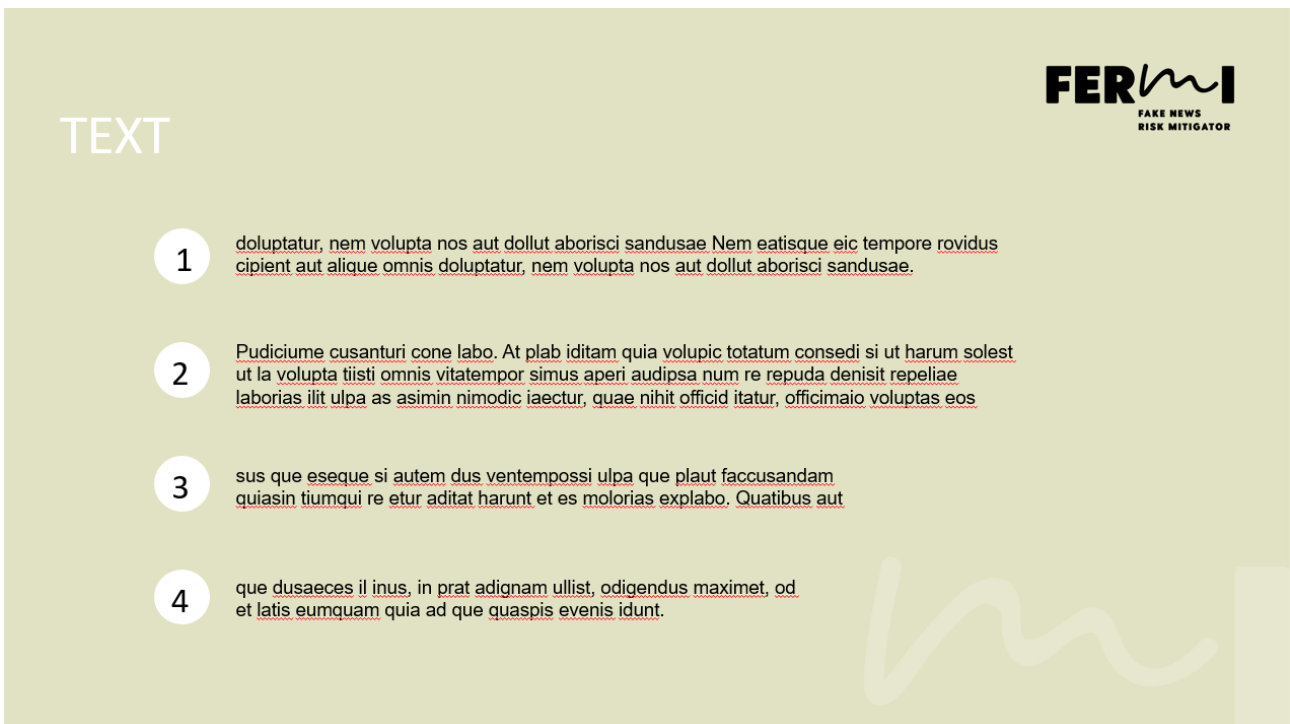 FERMI
FAKE NEWS
RISK MITIGATOR
TEXT
1
doluptatur, nem volupta nos aut dollut aborisci sandusae Nem eatisque eic tempore rovidus
cipient aut alique omnis doluptatur, nem volupta nos aut dollut aborisci sandusae.
2
Pudiciume cusanturi cone labo. At plab iditam quia volupic totatum consedi si ut harum solest
ut la volupta tiisti omnis vitatempor simus aperi audipsa num re repuda denisit repeliae
laborias ilit ulpa as asimin nimodic iaectur, quae nihit officid itatur, officimaio voluptas eos
3
sus que eseque si autem dus ventempossi ulpa que plaut faccusandam
quiasin tiumqui re etur aditat harunt et es molorias explabo. Quatibus aut
4
que dusaeces il inus, in prat adignam ullist, odigendus maximet, od
et latis eumquam quia ad que quaspis evenis idunt.